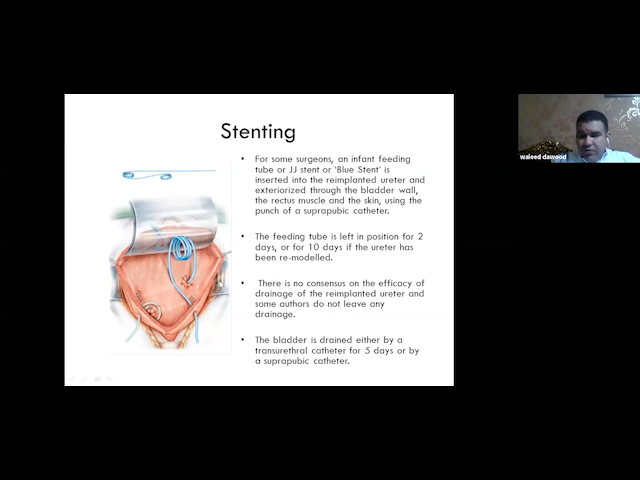 Stenting
• For some surgeons, an infant feeding
tube or JJ stent or 'Blue Stent' is
inserted into the reimplanted ureter and
exteriorized through the bladder wall,
the rectus muscle and the skin, using the
punch of a suprapubic catheter.
• The feeding tube is left in position for 2
days, or for 10 days if the ureter has
been re-modelled.
• There is no consensus on the efficacy of
drainage of the reimplanted ureter and
some authors do not leave any
drainage.
• The bladder is drained either by a
transurethral catheter for 5 days or by
a suprapubic catheter.
waleed dawood